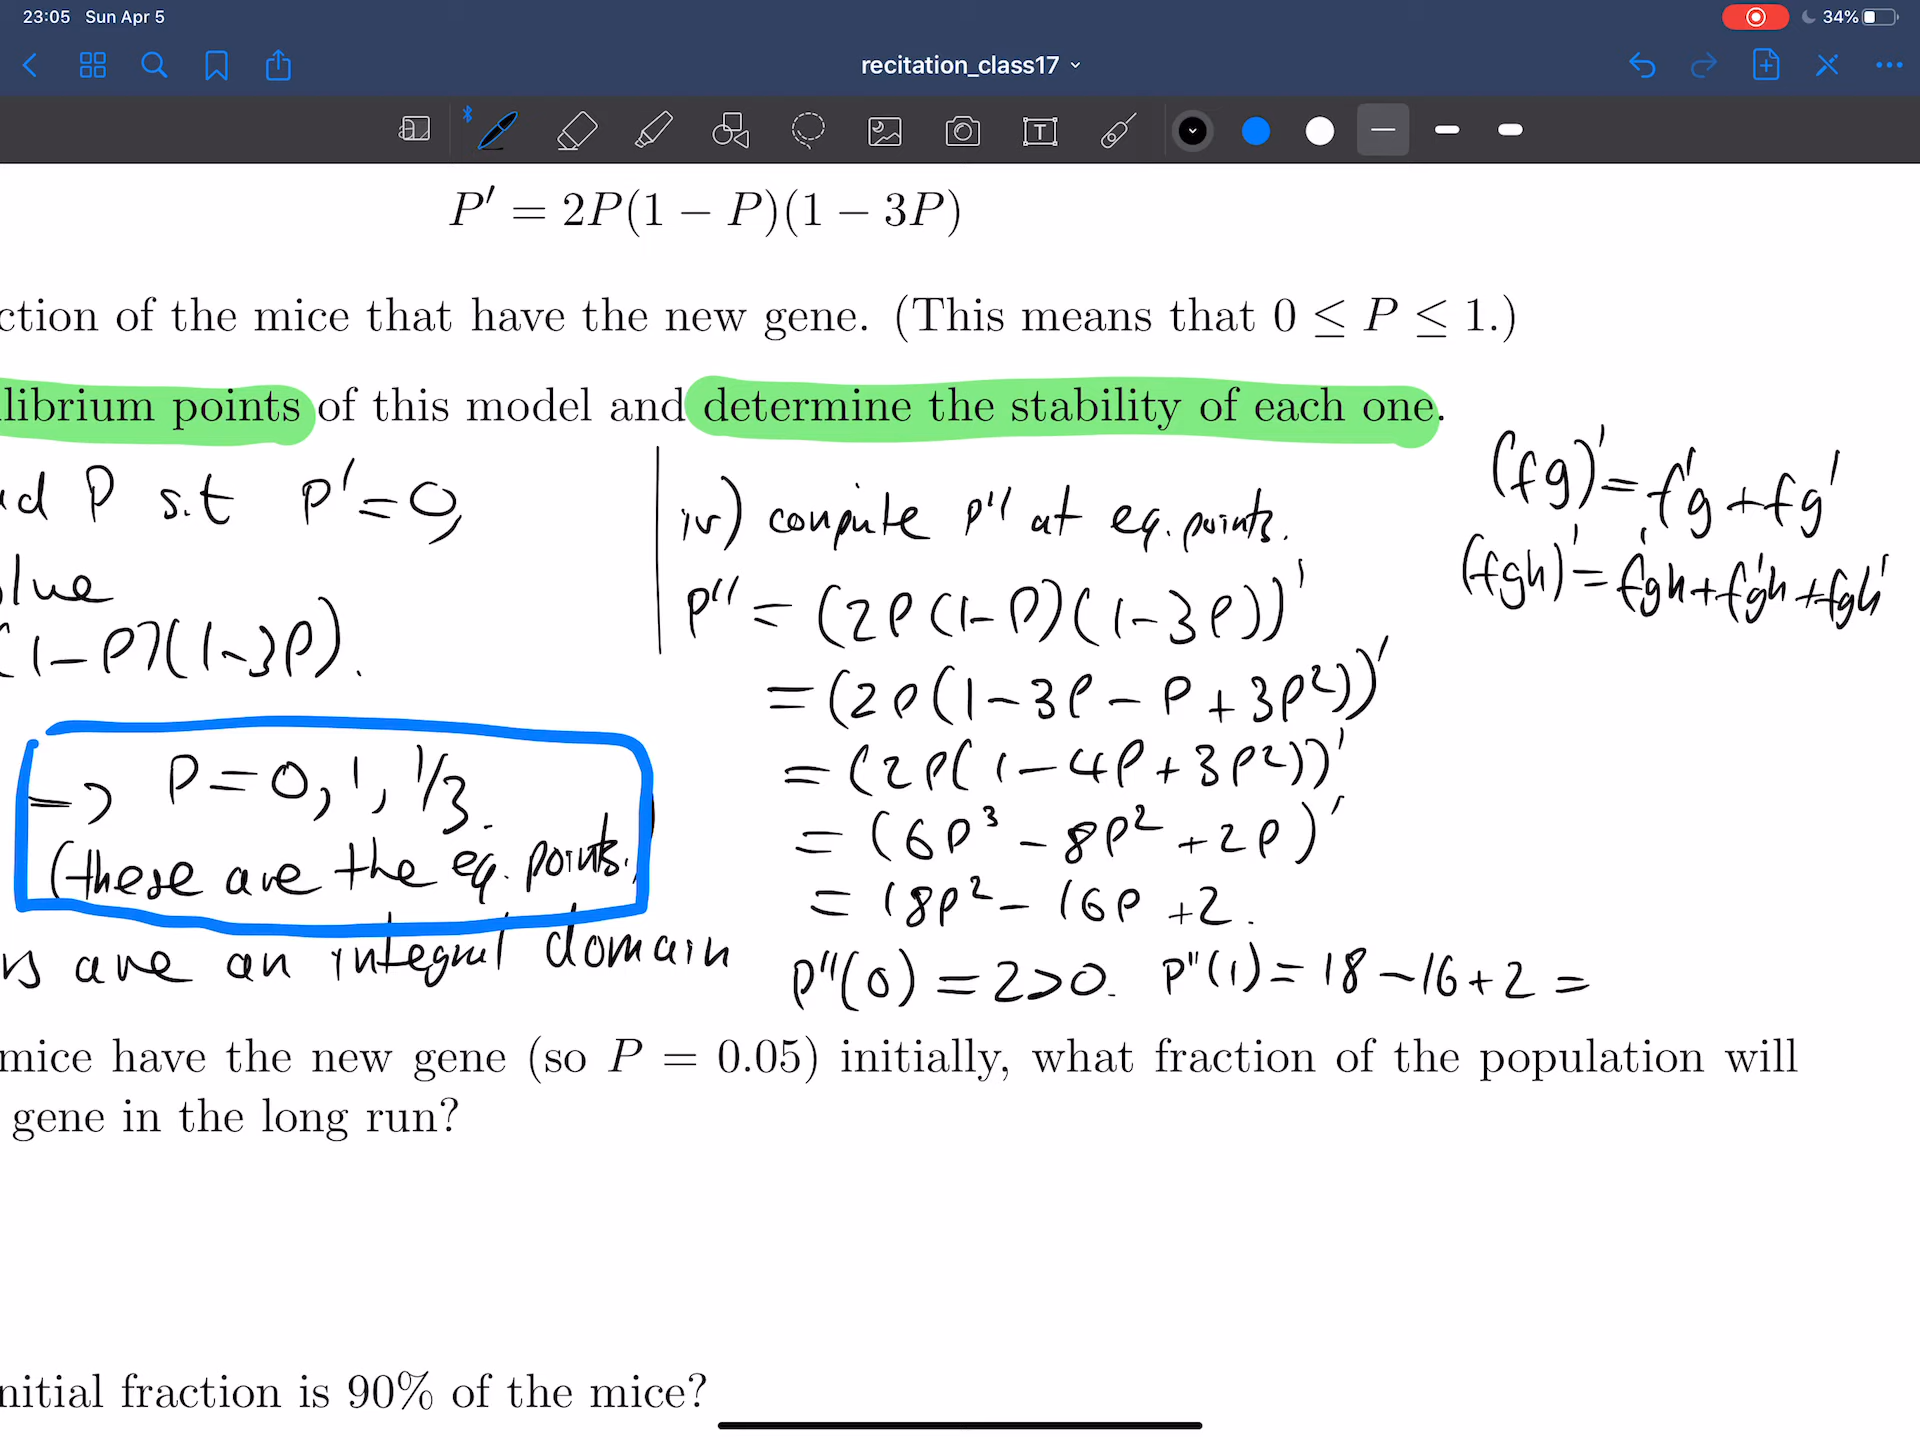 23:05 Sun Apr 5
34%
recitation_class17
P′ = 2P(1 − P)(1 − 3P)
ction of the mice that have the new gene. (This means that 0 ≤ P ≤ 1.)
librium points of this model and determine the stability of each one.
P s.t P′=0,
lue
(1-P)(1-3P).
-> P=0, 1, 1/3.
(these are the eq. points.)
rs are an integral domain
iv) compute P'' at eq. points.
P'' = (2P(1-P)(1-3P))'
= (2P(1-3P-P+3P²))'
= (2P(1-4P+3P²))'
= (6P³ - 8P² + 2P)'
= 18P² - 16P + 2.
P''(0) = 2>0. P''(1) = 18-16+2 =
(fg)' = f'g + fg'
(fgh)' = f'gh + fg'h + fgh'
mice have the new gene (so P = 0.05) initially, what fraction of the population will
gene in the long run?
nitial fraction is 90% of the mice?